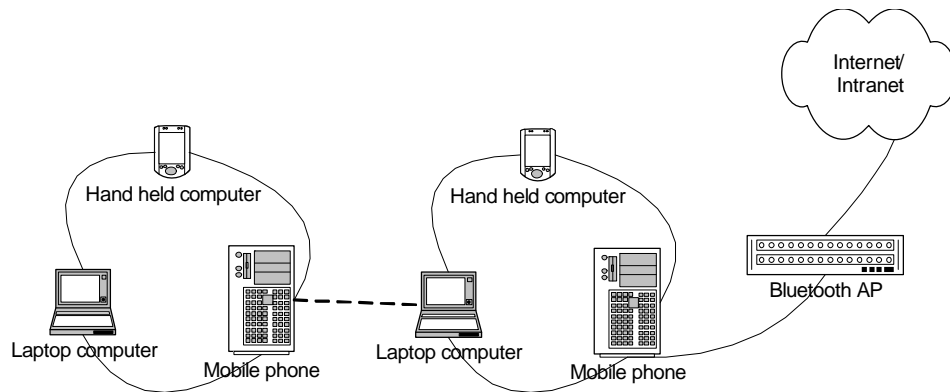 Internet/
Intranet
Hand held computer
Hand held computer
Bluetooth AP
Laptop computer
Mobile phone
Laptop computer
Mobile phone